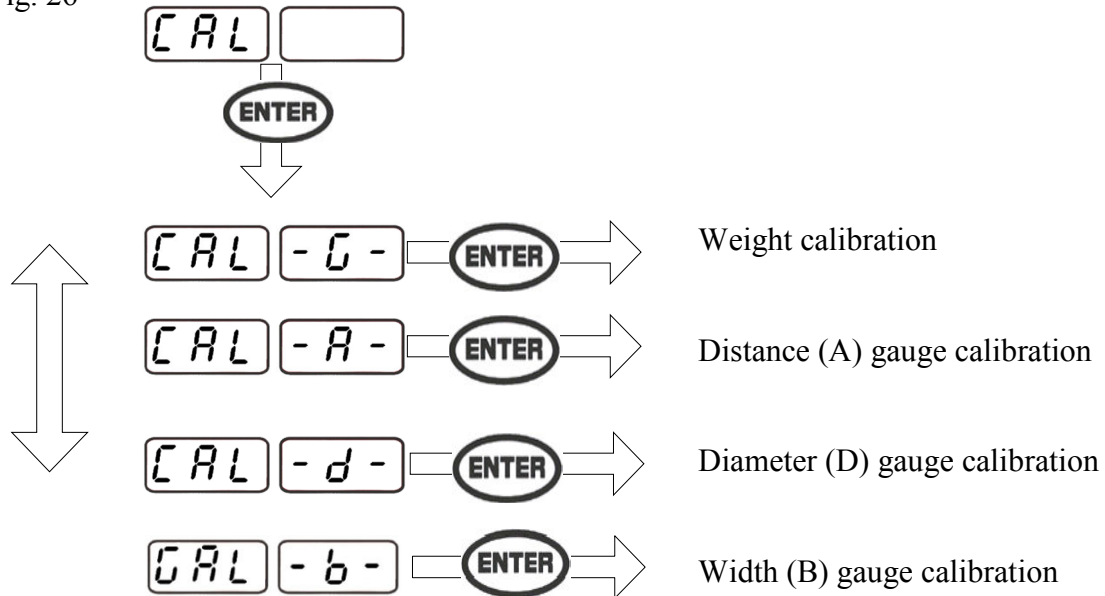 ig. 20
CAL
ENTER
CAL -G- ENTER Weight calibration
CAL -A- ENTER Distance (A) gauge calibration
CAL -d- ENTER Diameter (D) gauge calibration
GAL -b- ENTER Width (B) gauge calibration